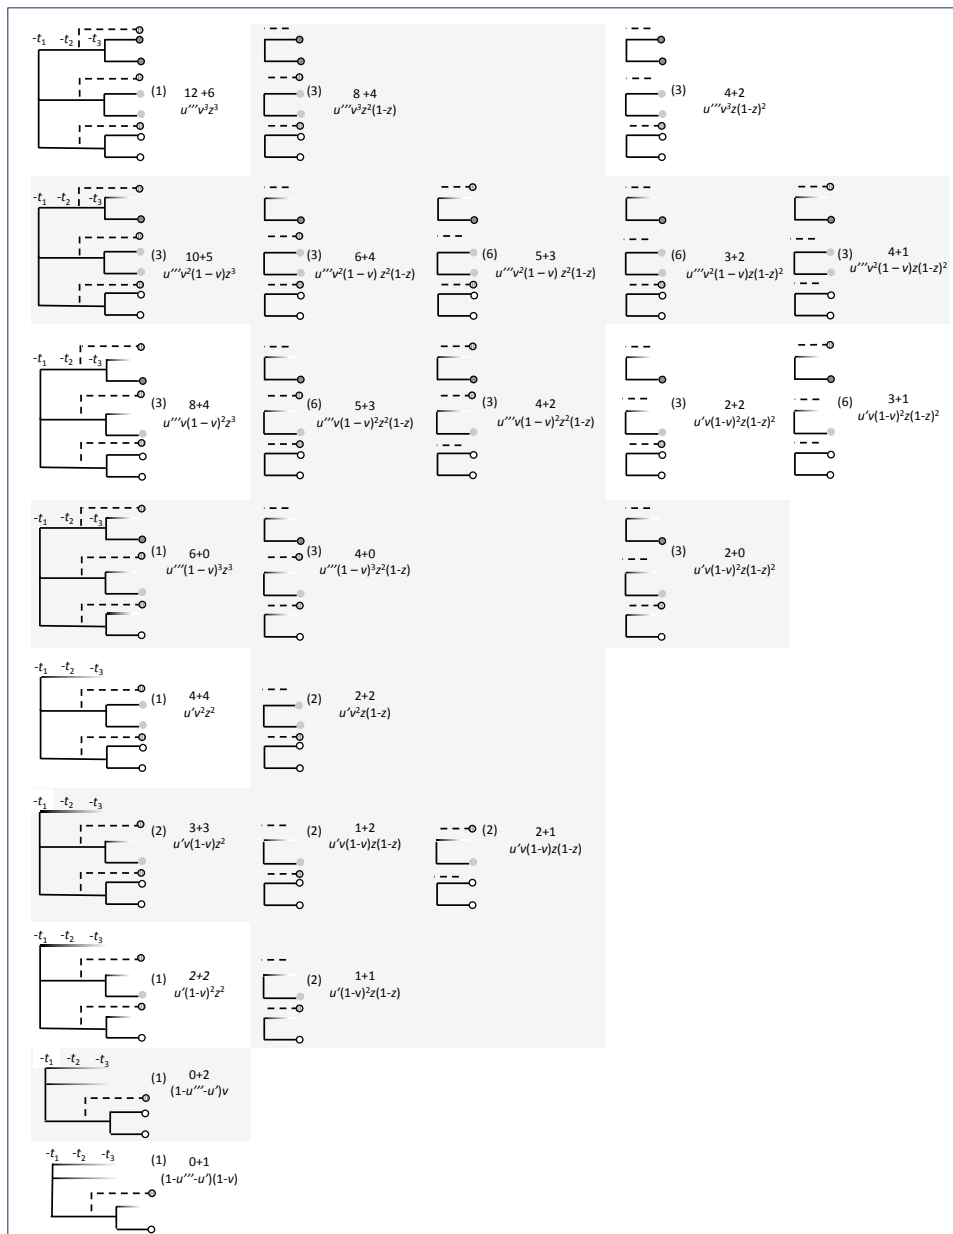 -t1 -t2 -t3
(1) 12 +6
u'''v³z³
(3) 8 +4
u'''v³z²(1-z)
(3) 4+2
u'''v³z(1-z)²
-t1 -t2 -t3
(3) 10+5
u'''v²(1 – v)z³
(3) 6+4
u'''v²(1 – v) z²(1-z)
(6) 5+3
u'''v²(1 – v) z²(1-z)
(6) 3+2
u'''v²(1 – v)z(1-z)²
(3) 4+1
u'''v²(1 – v)z(1-z)²
-t1 -t2 -t3
(3) 8+4
u'''v(1 – v)²z³
(6) 5+3
u'''v(1 – v)²z²(1-z)
(3) 4+2
u'''v(1 – v)²z²(1-z)
(3) 2+2
u'v(1-v)²z(1-z)²
(6) 3+1
u'v(1-v)²z(1-z)²
-t1 -t2 -t3
(1) 6+0
u'''(1 – v)³z³
(3) 4+0
u'''(1 – v)³z²(1-z)
(3) 2+0
u'v(1-v)²z(1-z)²
-t1 -t2 -t3
(1) 4+4
u'v²z²
(2) 2+2
u'v²z(1-z)
-t1 -t2 -t3
(2) 3+3
u'v(1-v)z²
(2) 1+2
u'v(1-v)z(1-z)
(2) 2+1
u'v(1-v)z(1-z)
-t1 -t2 -t3
(1) 2+2
u'(1-v)²z²
(2) 1+1
u'(1-v)²z(1-z)
-t1 -t2 -t3
(1) 0+2
(1-u'''-u')v
-t1 -t2 -t3
(1) 0+1
(1-u'''-u')(1-v)